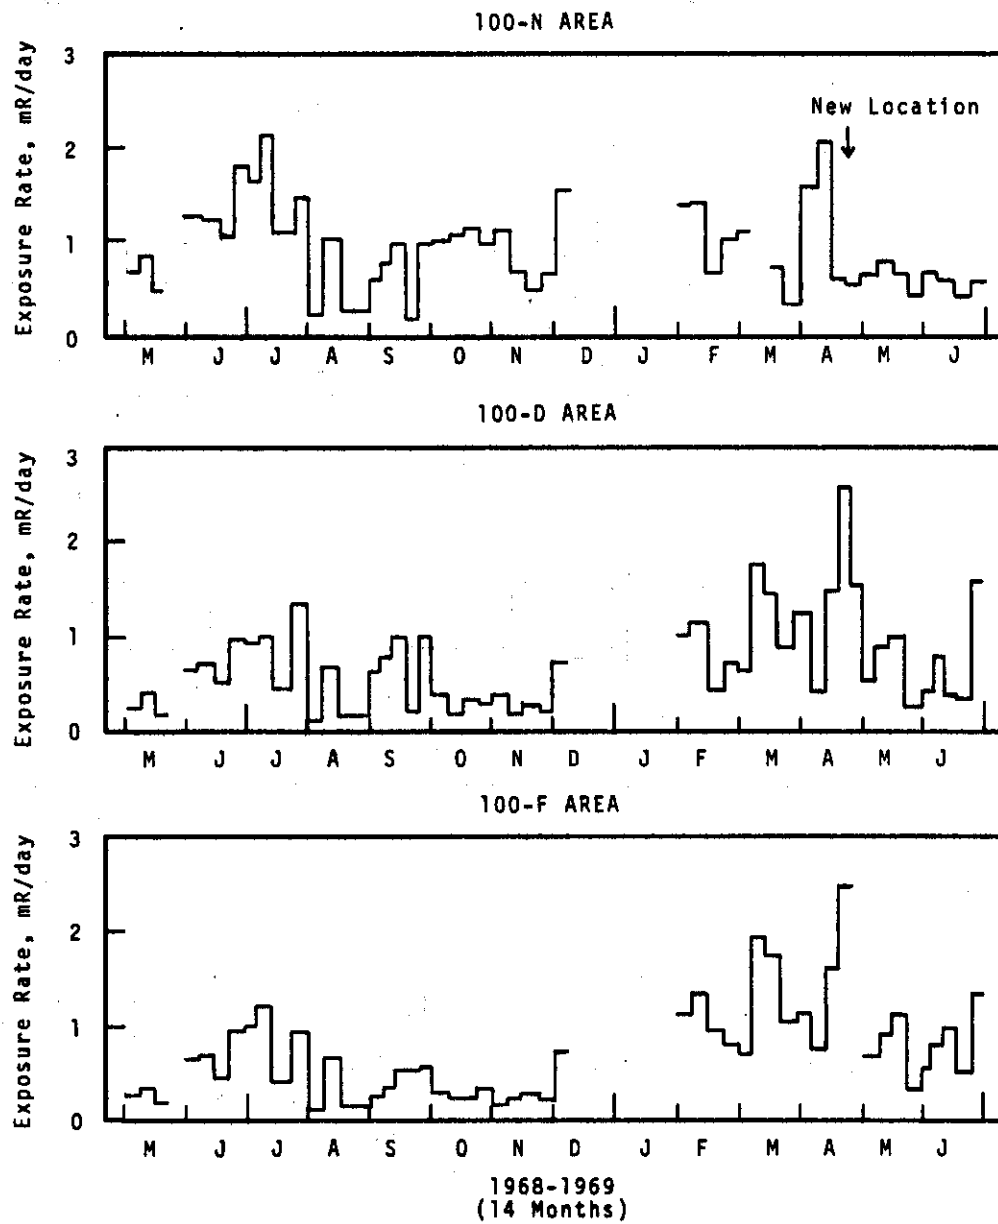 100-N AREA
Exposure Rate, mR/day
3
2
1
0
New Location
M J J A S O N D J F M A M J
100-D AREA
Exposure Rate, mR/day
3
2
1
0
M J J A S O N D J F M A M J
100-F AREA
Exposure Rate, mR/day
3
2
1
0
M J J A S O N D J F M A M J
1968-1969
(14 Months)